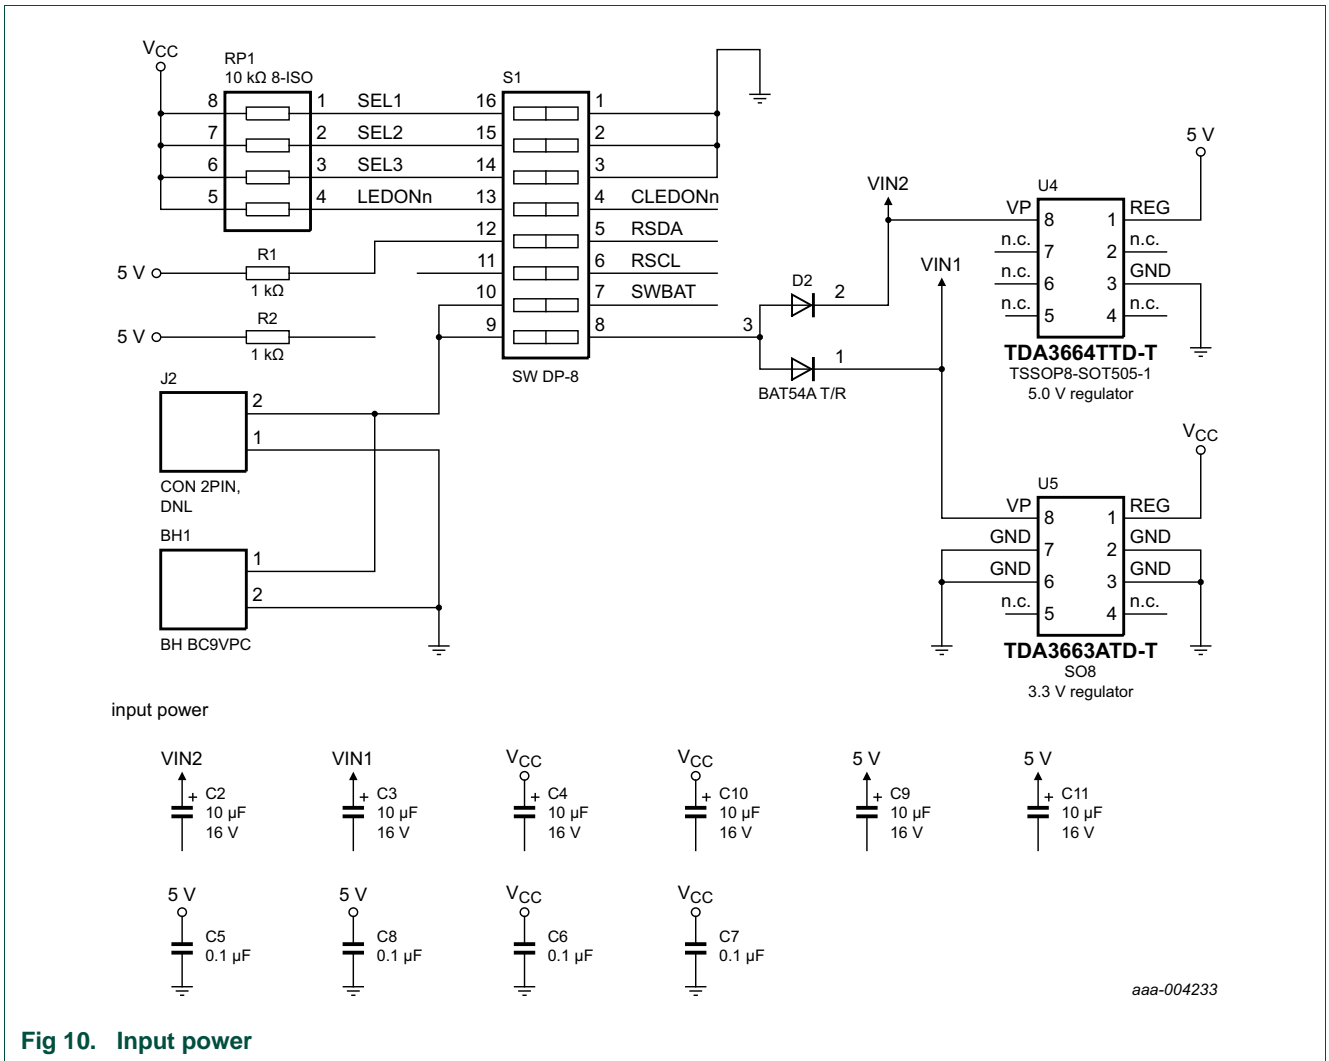 VCC
RP1
10 kΩ 8-ISO
S1
8 1 SEL1 16 1
7 2 SEL2 15 2
6 3 SEL3 14 3
5 4 LEDONn 13 4 CLEDONn
12 5 RSDA
11 6 RSCL
10 7 SWBAT
9 8
5 V R1
1 kΩ
5 V R2
1 kΩ
SW DP-8
J2
2
1
CON 2PIN,
DNL
BH1
1
2
BH BC9VPC
3
D2
2
1
BAT54A T/R
VIN2
VIN1
5 V
U4
VP 8 1 REG
n.c. 7 2 n.c.
n.c. 6 3 GND
n.c. 5 4 n.c.
TDA3664TTD-T
TSSOP8-SOT505-1
5.0 V regulator
VCC
U5
VP 8 1 REG
GND 7 2 GND
GND 6 3 GND
n.c. 5 4 n.c.
TDA3663ATD-T
SO8
3.3 V regulator
input power
VIN2
+ C2
10 µF
16 V
VIN1
+ C3
10 µF
16 V
VCC
+ C4
10 µF
16 V
VCC
+ C10
10 µF
16 V
5 V
+ C9
10 µF
16 V
5 V
+ C11
10 µF
16 V
5 V
C5
0.1 µF
5 V
C8
0.1 µF
VCC
C6
0.1 µF
VCC
C7
0.1 µF
aaa-004233
Fig 10. Input power